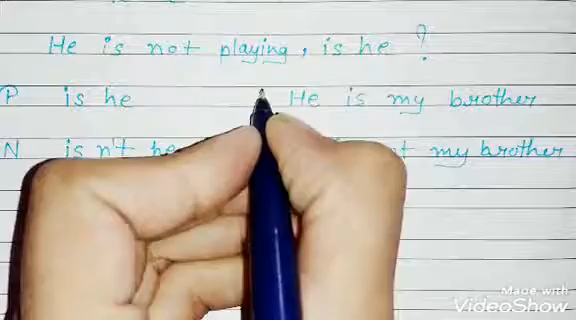 He is not playing, is he ?
P is he He is my brother
N is n't he my brother
Made with
VideoShow